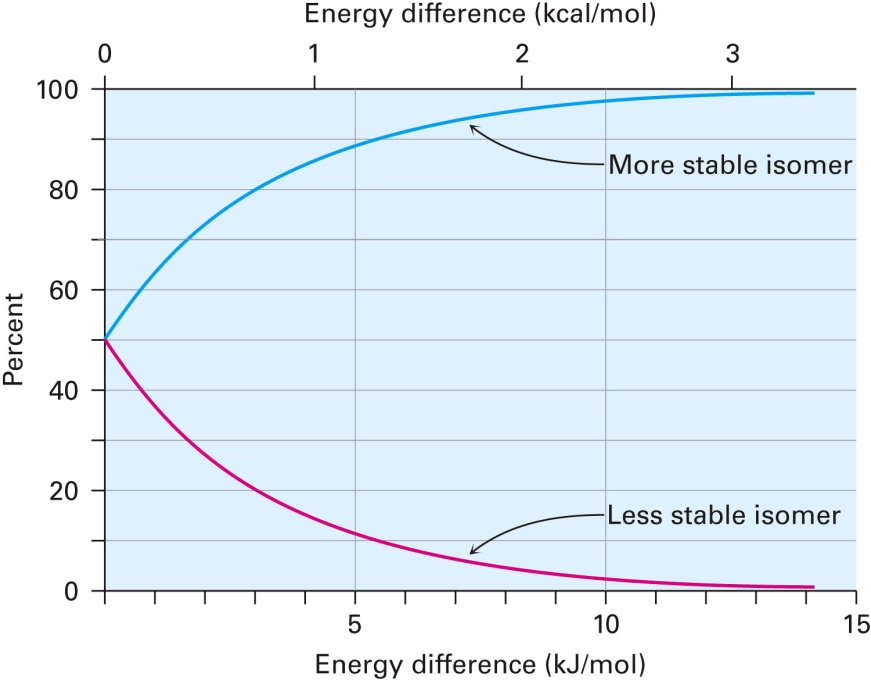 Energy difference (kcal/mol)
0 1 2 3
100
80
60
40
20
0
Percent
More stable isomer
Less stable isomer
5 10 15
Energy difference (kJ/mol)